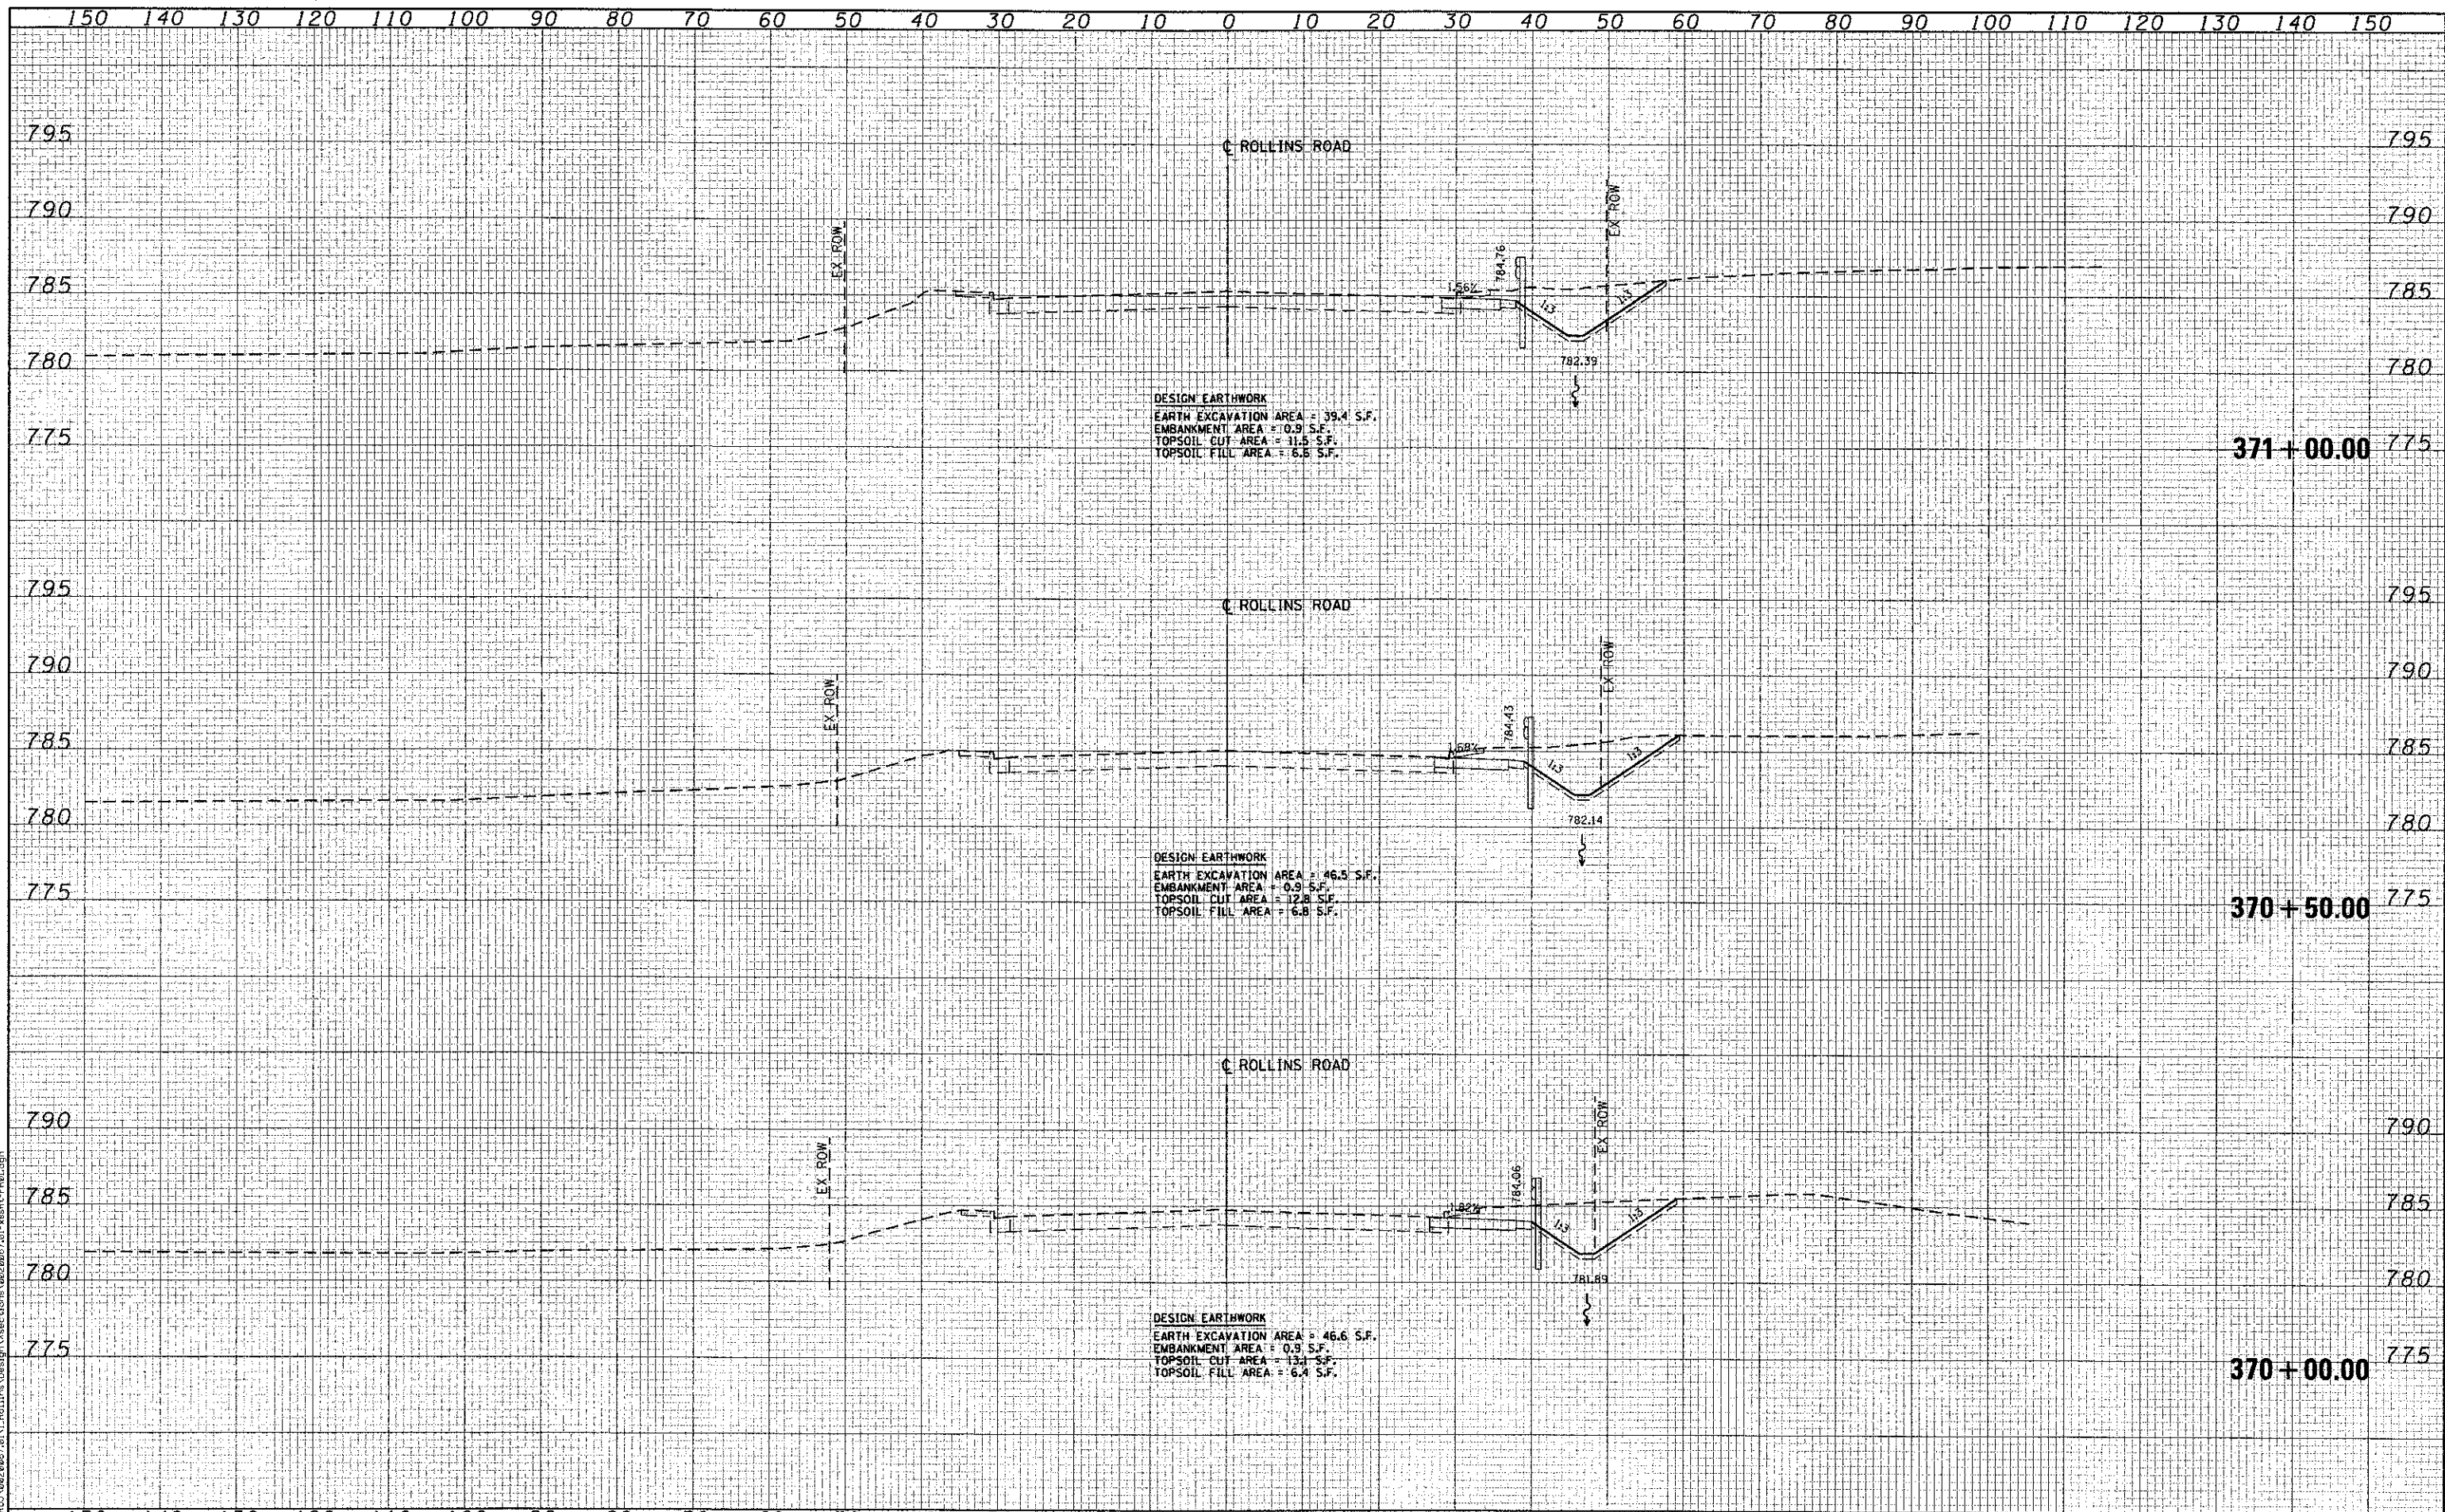 150 140 130 120 110 100 90 80 70 60 50 40 30 20 10 0 10 20 30 40 50 60 70 80 90 100 110 120 130 140 150
795 ℄ ROLLINS ROAD 795
790 790
EX ROW
EX ROW
784.76
785 1.56% 785
1:3 1:3
780 782.39 780
DESIGN EARTHWORK
EARTH EXCAVATION AREA = 39.4 S.F.
EMBANKMENT AREA = 0.9 S.F.
TOPSOIL CUT AREA = 11.5 S.F.
TOPSOIL FILL AREA = 6.6 S.F.
775 371+00.00 775
795 ℄ ROLLINS ROAD 795
790 790
EX ROW
EX ROW
784.43
785 785
1:3 1:3
780 782.14 780
DESIGN EARTHWORK
EARTH EXCAVATION AREA = 46.5 S.F.
EMBANKMENT AREA = 0.9 S.F.
TOPSOIL CUT AREA = 12.8 S.F.
TOPSOIL FILL AREA = 6.8 S.F.
775 370+50.00 775
℄ ROLLINS ROAD
790 790
EX ROW
EX ROW
784.06
785 1.82% 785
1:3 1:3
780 781.89 780
DESIGN EARTHWORK
EARTH EXCAVATION AREA = 46.6 S.F.
EMBANKMENT AREA = 0.9 S.F.
TOPSOIL CUT AREA = 13.1 S.F.
TOPSOIL FILL AREA = 6.4 S.F.
775 370+00.00 775